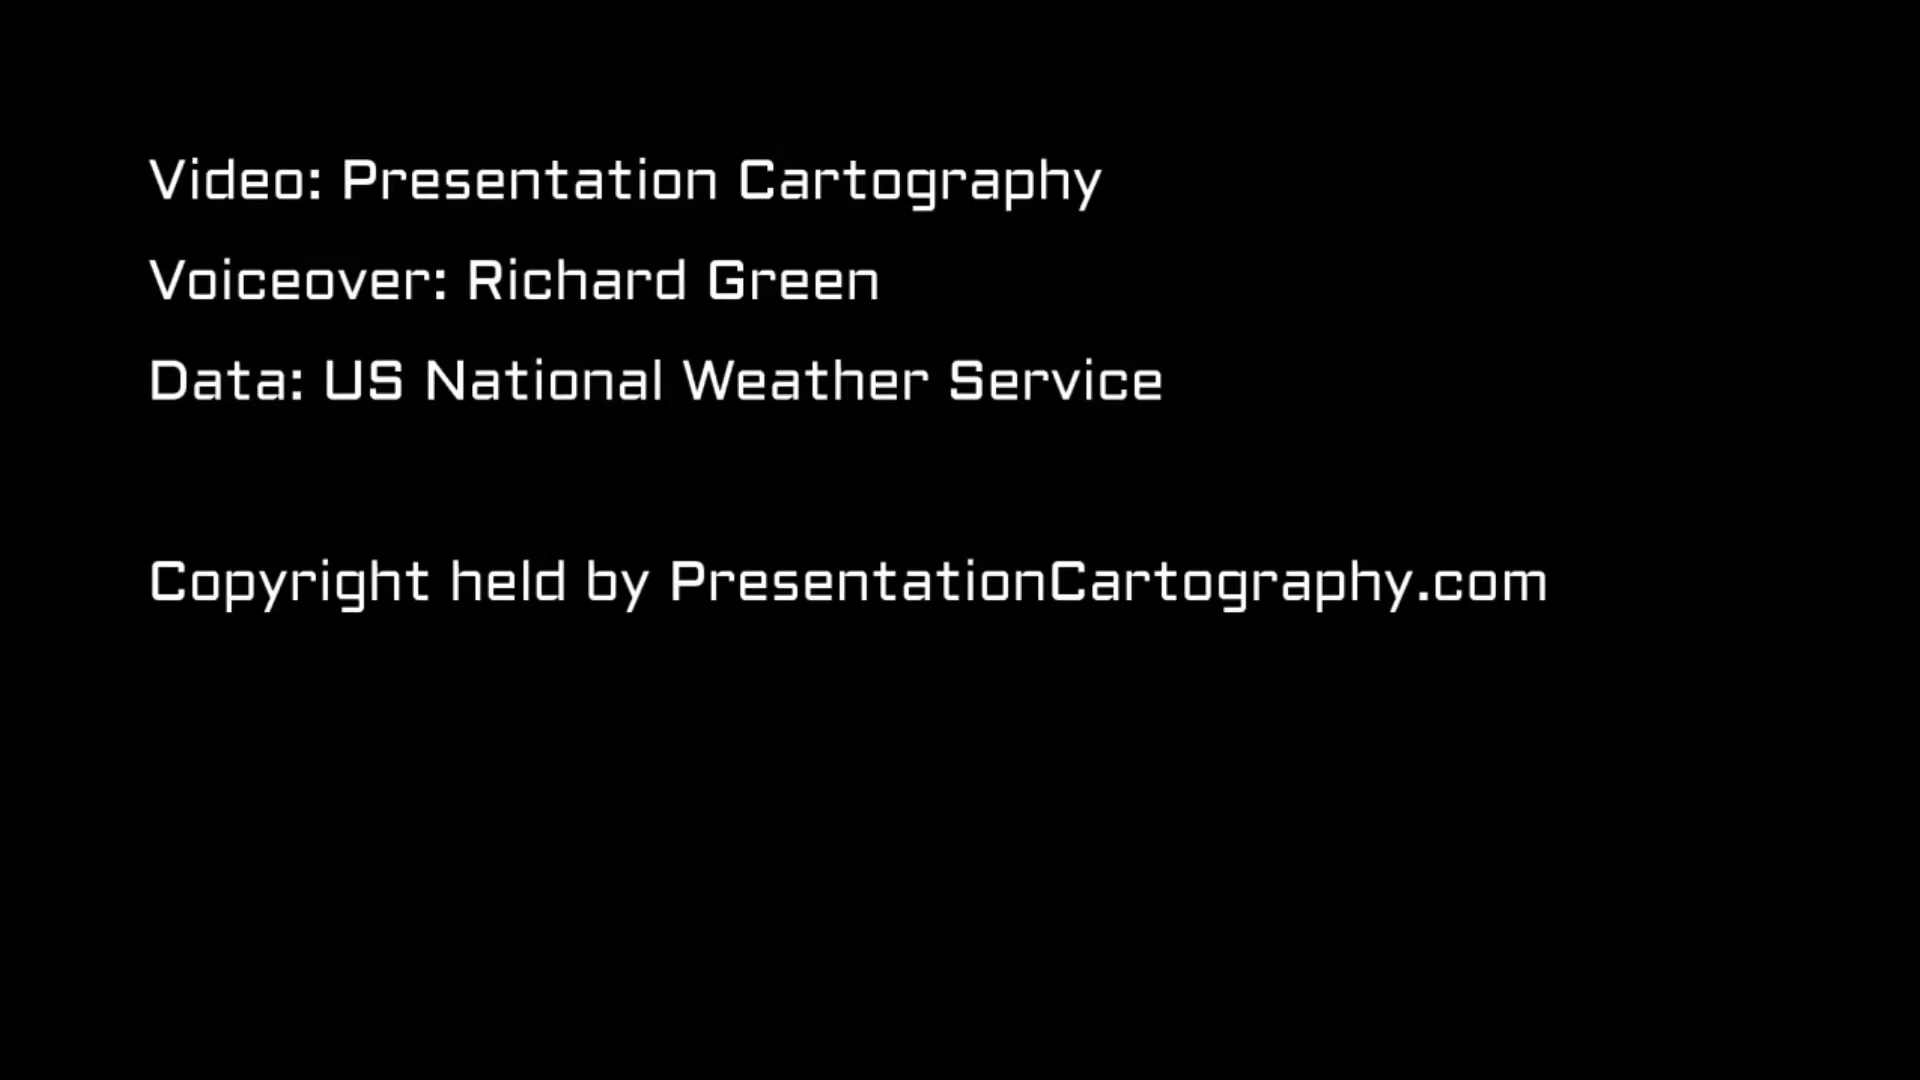 Video: Presentation Cartography
Voiceover: Richard Green
Data: US National Weather Service
Copyright held by PresentationCartography.com